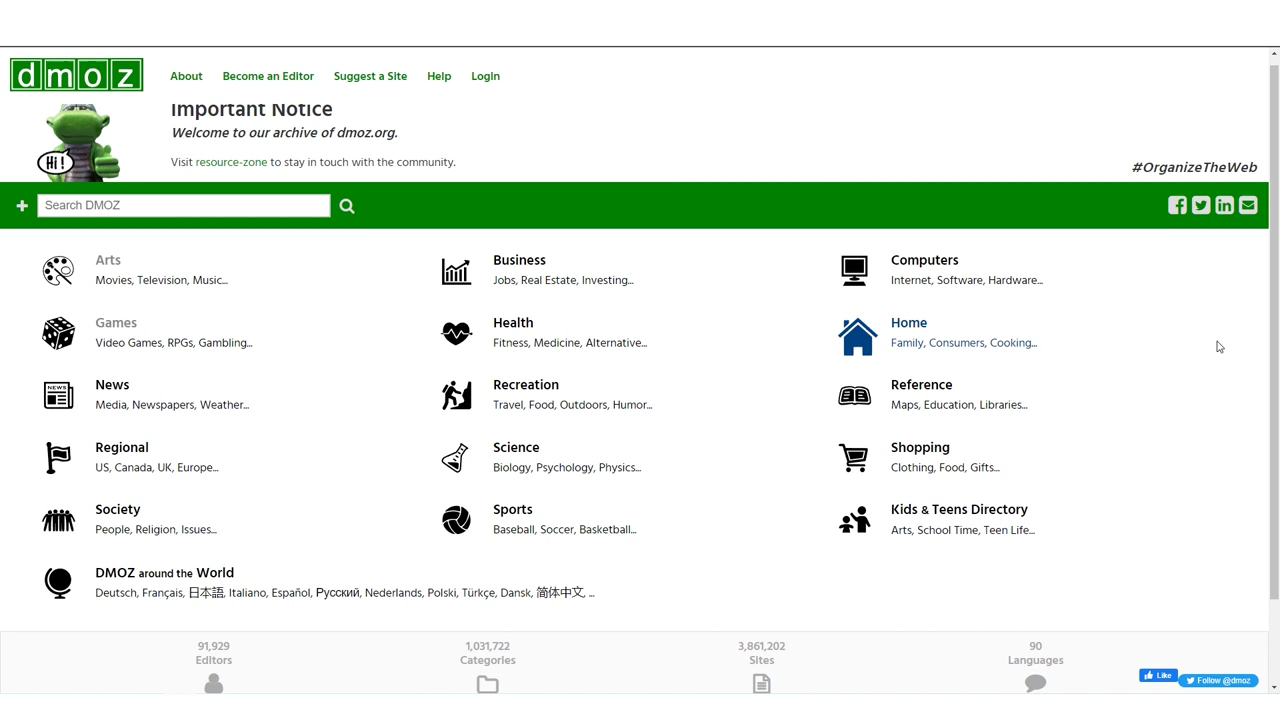 dmoz
About Become an Editor Suggest a Site Help Login
Important Notice
Welcome to our archive of dmoz.org.
Hi!
Visit resource-zone to stay in touch with the community.
#OrganizeTheWeb
Search DMOZ
Arts
Movies, Television, Music...
Business
Jobs, Real Estate, Investing...
Computers
Internet, Software, Hardware...
Games
Video Games, RPGs, Gambling...
Health
Fitness, Medicine, Alternative...
Home
Family, Consumers, Cooking...
NEWS
News
Media, Newspapers, Weather...
Recreation
Travel, Food, Outdoors, Humor...
Reference
Maps, Education, Libraries...
Regional
US, Canada, UK, Europe...
Science
Biology, Psychology, Physics...
Shopping
Clothing, Food, Gifts...
Society
People, Religion, Issues...
Sports
Baseball, Soccer, Basketball...
Kids & Teens Directory
Arts, School Time, Teen Life...
DMOZ around the World
Deutsch, Français, 日本語, Italiano, Español, Русский, Nederlands, Polski, Türkçe, Dansk, 简体中文, ...
91,929
Editors
1,031,722
Categories
3,861,202
Sites
90
Languages
Like
Follow @dmoz